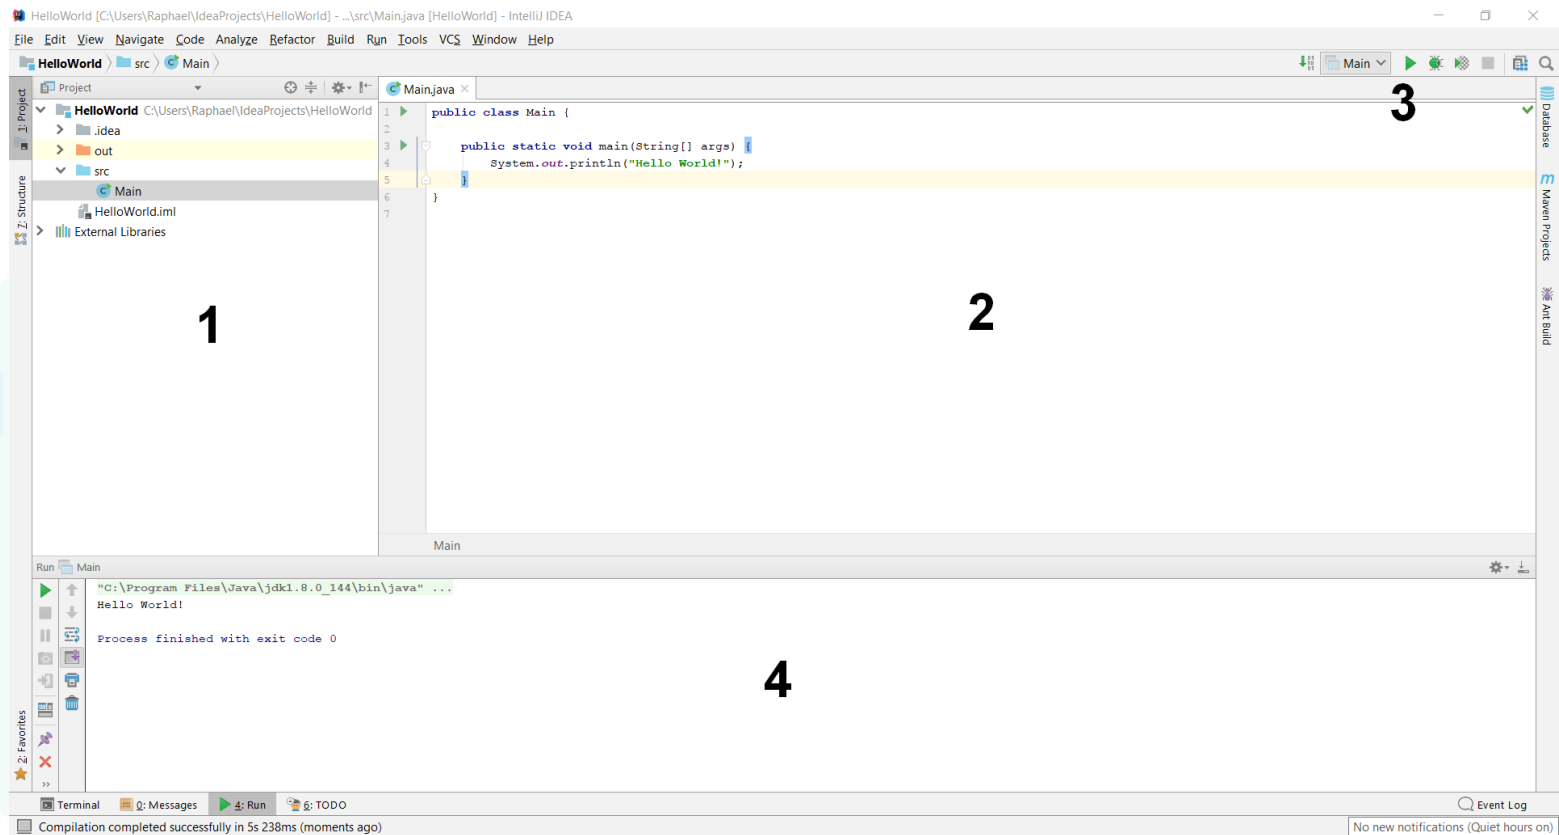 HelloWorld [C:\Users\Raphael\IdeaProjects\HelloWorld] - ...\src\Main.java [HelloWorld] - IntelliJ IDEA
File Edit View Navigate Code Analyze Refactor Build Run Tools VCS Window Help
HelloWorld src Main
Main
3
1: Project
Z: Structure
2: Favorites
Project
HelloWorld C:\Users\Raphael\IdeaProjects\HelloWorld
.idea
out
src
Main
HelloWorld.iml
External Libraries
1
Main.java
1 public class Main {
2
3 public static void main(String[] args) {
4 System.out.println("Hello World!");
5 }
6 }
7
2
Main
Database
m Maven Projects
Ant Build
Run Main
"C:\Program Files\Java\jdk1.8.0_144\bin\java" ...
Hello World!
Process finished with exit code 0
4
Terminal 0: Messages 4: Run 6: TODO Event Log
Compilation completed successfully in 5s 238ms (moments ago) No new notifications (Quiet hours on)